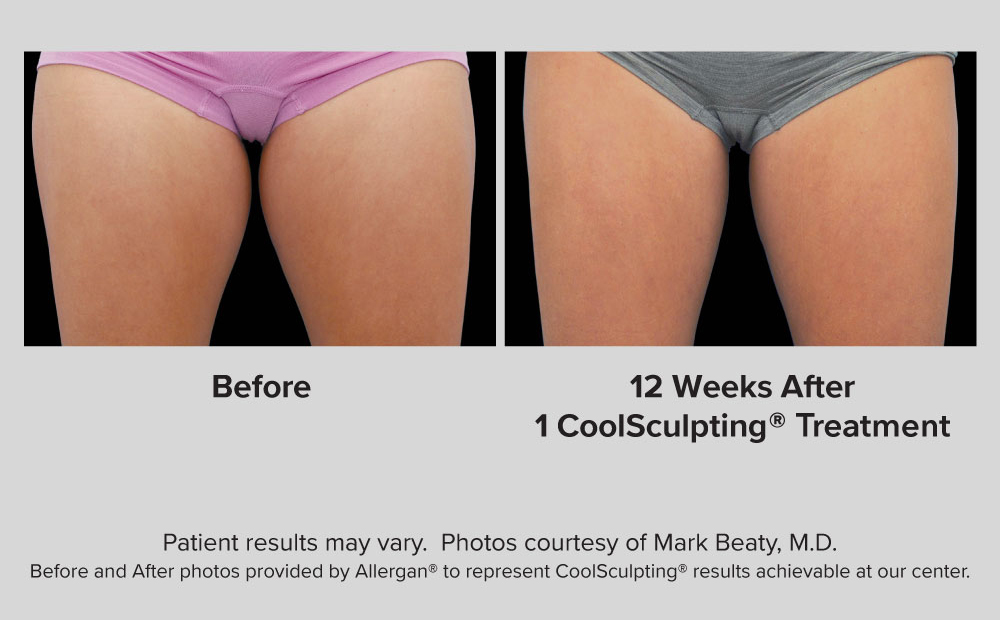 Before
12 Weeks After
1 CoolSculpting® Treatment
Patient results may vary.  Photos courtesy of Mark Beaty, M.D.
Before and After photos provided by Allergan® to represent CoolSculpting® results achievable at our center.